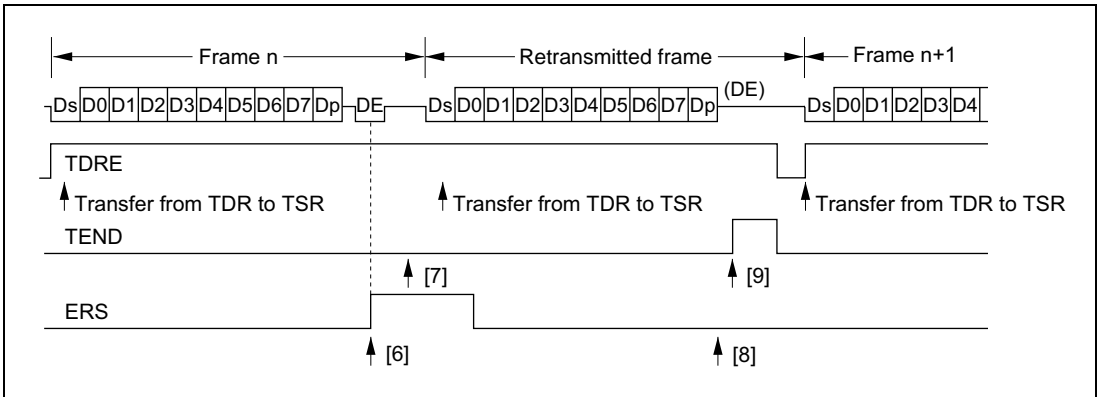 Frame n Retransmitted frame Frame n+1
Ds D0 D1 D2 D3 D4 D5 D6 D7 Dp DE Ds D0 D1 D2 D3 D4 D5 D6 D7 Dp (DE) Ds D0 D1 D2 D3 D4
TDRE
Transfer from TDR to TSR Transfer from TDR to TSR Transfer from TDR to TSR
TEND
[7] [9]
ERS
[6] [8]